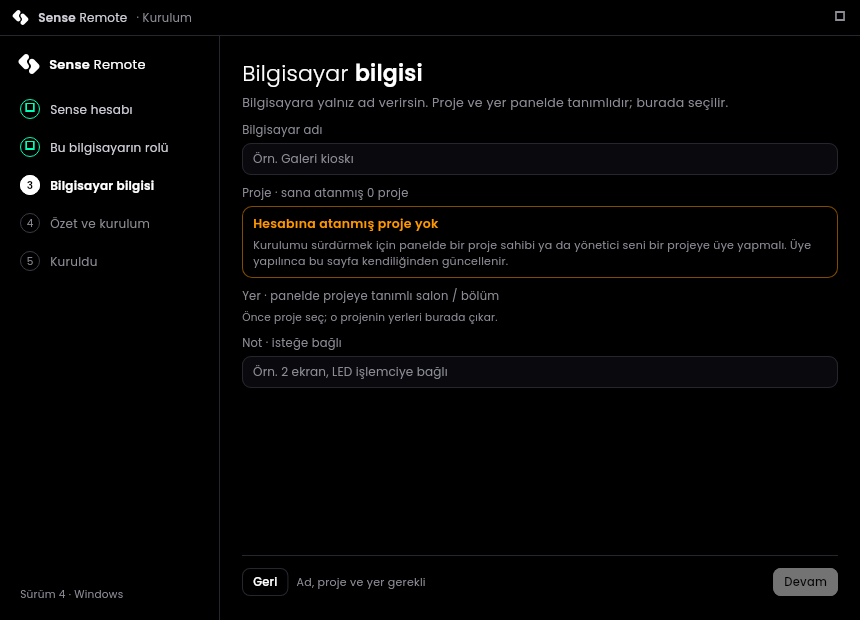 Sense Remote · Kurulum
Sense Remote
Sense hesabı
Bu bilgisayarın rolü
3 Bilgisayar bilgisi
4 Özet ve kurulum
5 Kuruldu
Sürüm 4 · Windows
Bilgisayar bilgisi
Bilgisayara yalnız ad verirsin. Proje ve yer panelde tanımlıdır; burada seçilir.
Bilgisayar adı
Örn. Galeri kioskı
Proje · sana atanmış 0 proje
Hesabına atanmış proje yok
Kurulumu sürdürmek için panelde bir proje sahibi ya da yönetici seni bir projeye üye yapmalı. Üye
yapılınca bu sayfa kendiliğinden güncellenir.
Yer · panelde projeye tanımlı salon / bölüm
Önce proje seç; o projenin yerleri burada çıkar.
Not · isteğe bağlı
Örn. 2 ekran, LED işlemciye bağlı
Geri Ad, proje ve yer gerekli Devam